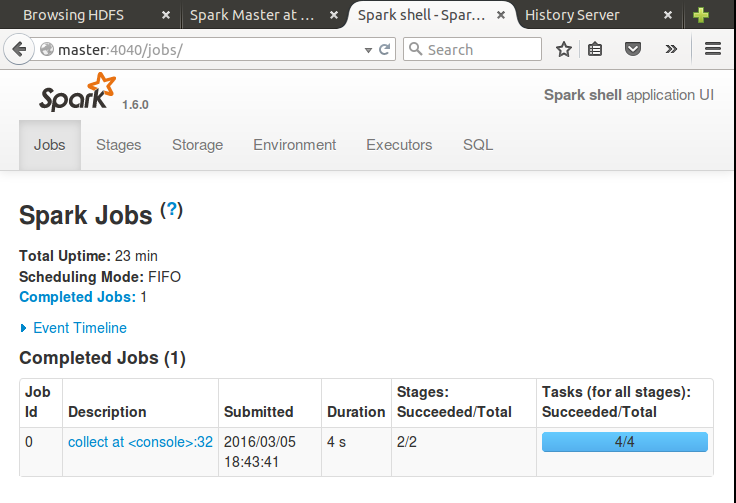 Browsing HDFS
Spark Master at ...
Spark shell - Spar...
History Server
master:4040/jobs/
Search
Spark 1.6.0
Spark shell application UI
Jobs Stages Storage Environment Executors SQL
Spark Jobs (?)
Total Uptime: 23 min
Scheduling Mode: FIFO
Completed Jobs: 1
Event Timeline
Completed Jobs (1)
Job Id Description Submitted Duration Stages: Succeeded/Total Tasks (for all stages): Succeeded/Total
0 collect at <console>:32 2016/03/05 18:43:41 4 s 2/2 4/4